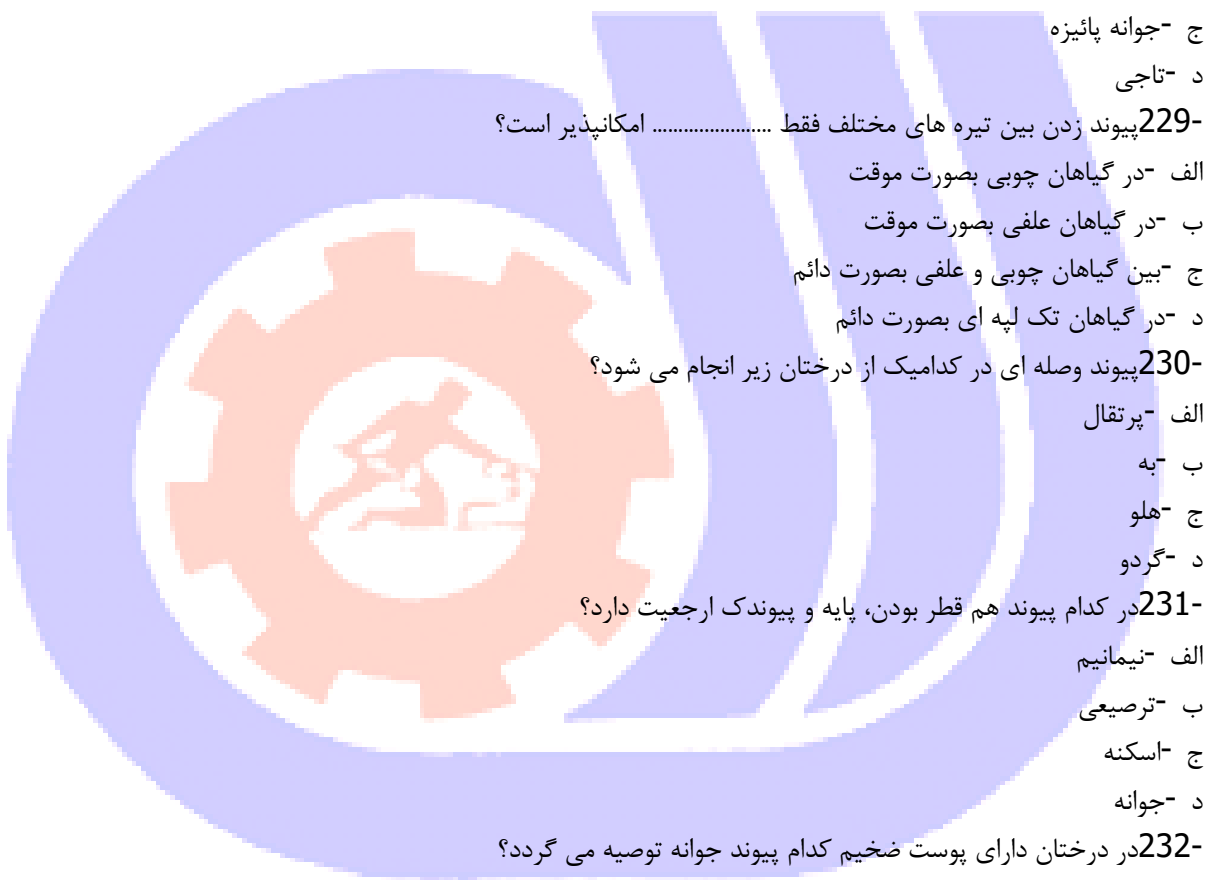 ج -جوانه پائیزه
د -تاجی
229-پیوند زدن بین تیره های مختلف فقط ....................... امکانپذیر است؟
الف -در گیاهان چوبی بصورت موقت
ب -در گیاهان علفی بصورت موقت
ج -بین گیاهان چوبی و علفی بصورت دائم
د -در گیاهان تک لپه ای بصورت دائم
230-پیوند وصله ای در کدامیک از درختان زیر انجام می شود؟
الف -پرتقال
ب -به
ج -هلو
د -گردو
231-در کدام پیوند هم قطر بودن، پایه و پیوندک ارجعیت دارد؟
الف -نیمانیم
ب -ترصیعی
ج -اسکنه
د -جوانه
232-در درختان دارای پوست ضخیم کدام پیوند جوانه توصیه می گردد؟